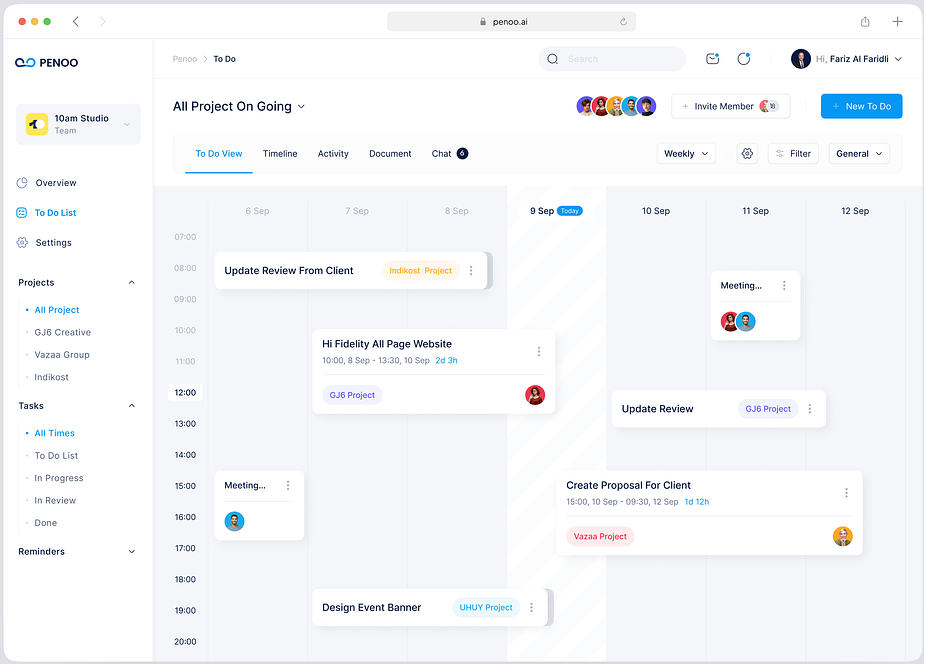 penoo.ai
PENOO
Penoo > To Do
Search
Hi, Fariz Al Faridli
10am Studio
Team
Overview
To Do List
Settings
Projects
All Project
GJ6 Creative
Vazaa Group
Indikost
Tasks
All Times
To Do List
In Progress
In Review
Done
Reminders
All Project On Going
+ Invite Member 18
+ New To Do
To Do View Timeline Activity Document Chat 6
Weekly Filter General
6 Sep 7 Sep 8 Sep 9 Sep Today 10 Sep 11 Sep 12 Sep
07:00
08:00
09:00
10:00
11:00
12:00
13:00
14:00
15:00
16:00
17:00
18:00
19:00
20:00
Update Review From Client Indikost Project
Meeting...
Hi Fidelity All Page Website
10:00, 8 Sep - 13:30, 10 Sep 2d 3h
GJ6 Project
Update Review GJ6 Project
Meeting...
Create Proposal For Client
15:00, 10 Sep - 09:30, 12 Sep 1d 12h
Vazaa Project
Design Event Banner UHUY Project